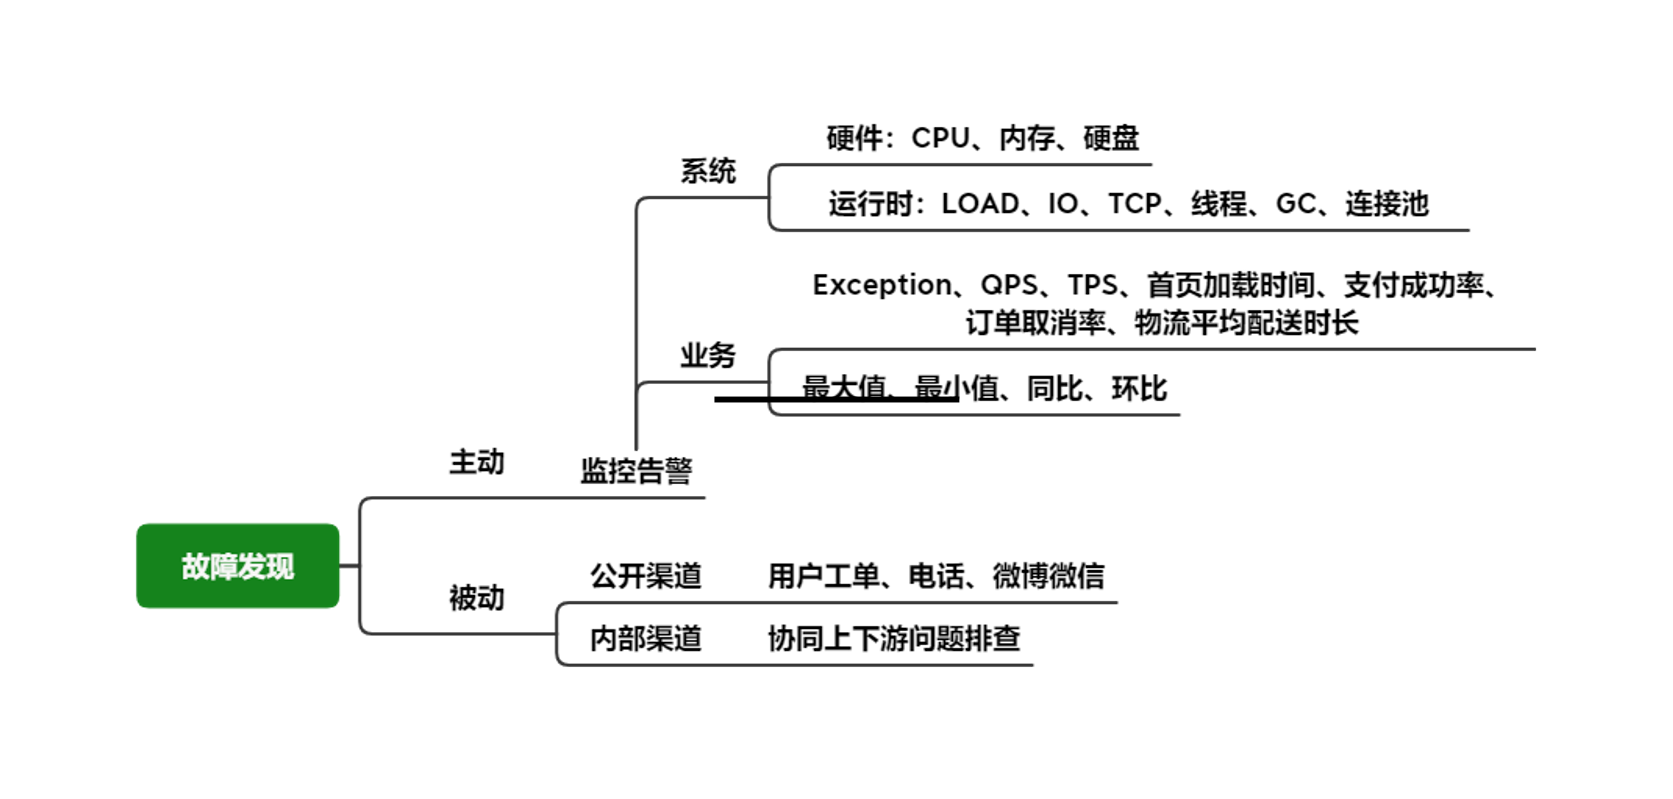 硬件：CPU、内存、硬盘
系统
运行时：LOAD、IO、TCP、线程、GC、连接池
Exception、QPS、TPS、首页加载时间、支付成功率、
订单取消率、物流平均配送时长
业务
最大值、最小值、同比、环比
主动
监控告警
故障发现
被动
公开渠道 用户工单、电话、微博微信
内部渠道 协同上下游问题排查